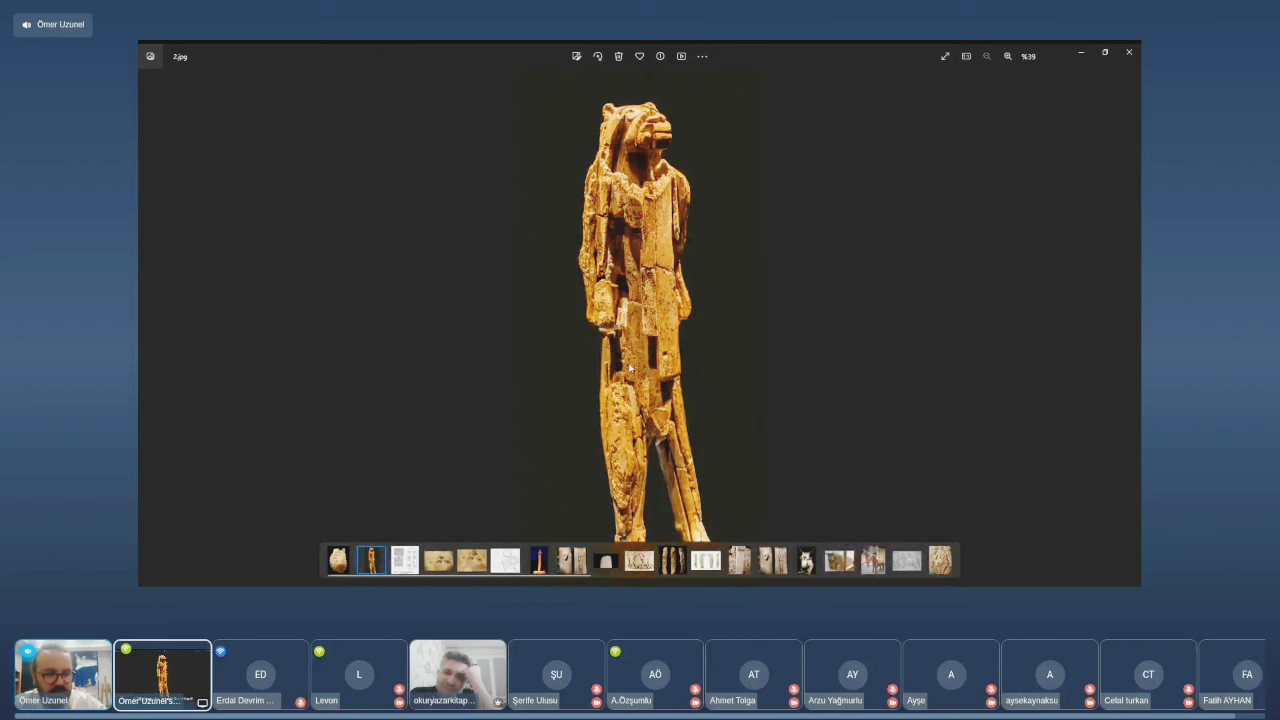 Ömer Uzunel
2.jpg
%39
Ömer Uzunel
Ömer Uzunel's...
Erdal Devrim ...
ED
L
Levon
okuryazarkitap...
ŞU
Şerife Ulusu
AÖ
A.Özşumlu
AT
Ahmet Tolga
AY
Arzu Yağmurlu
A
Ayşe
A
aysekaynaksu
CT
Celal turkan
FA
Fatih AYHAN